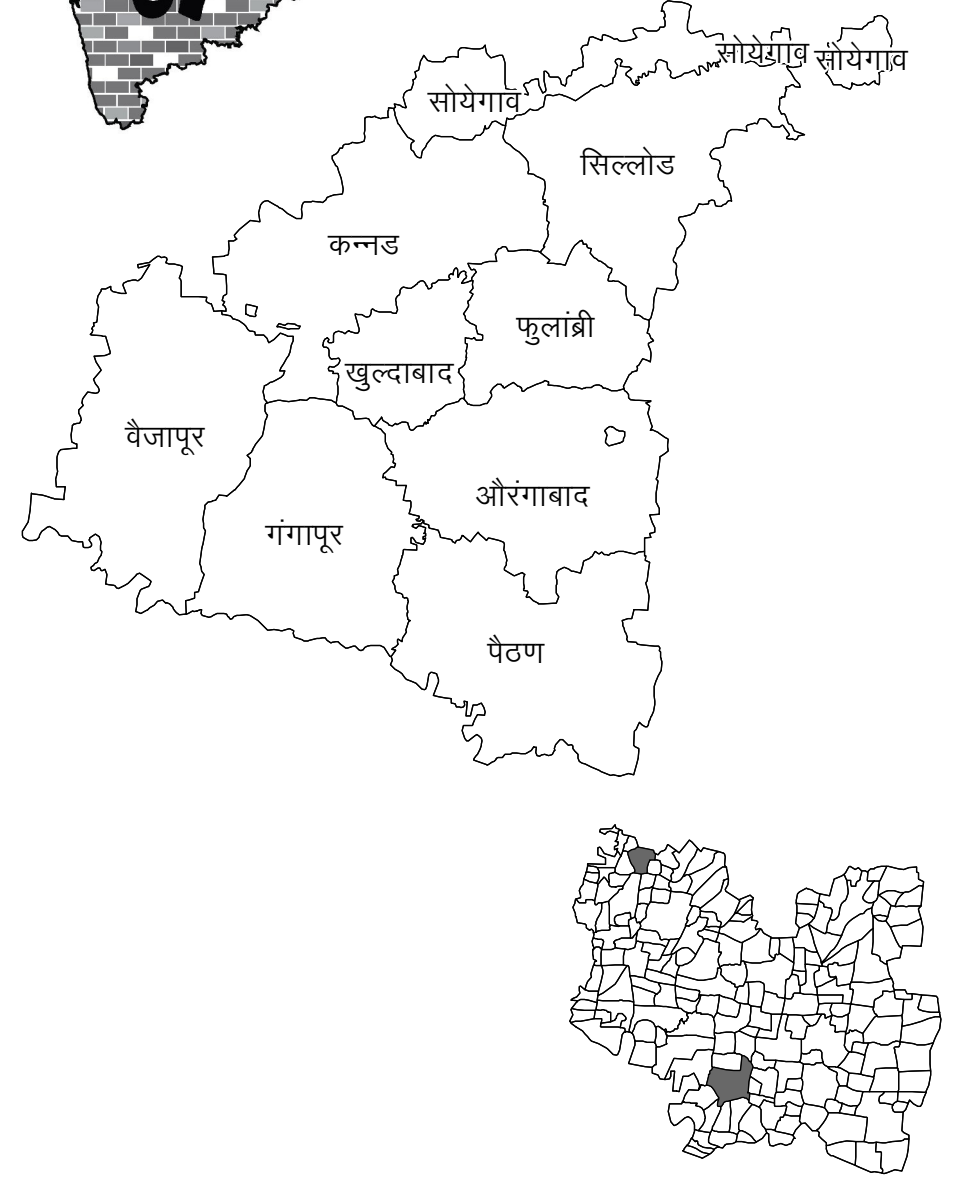 सोयेगाव सोयेगाव
सोयेगाव
सिल्लोड
कन्नड
फुलांब्री
खुल्दाबाद
वैजापूर
औरंगाबाद
गंगापूर
पैठण